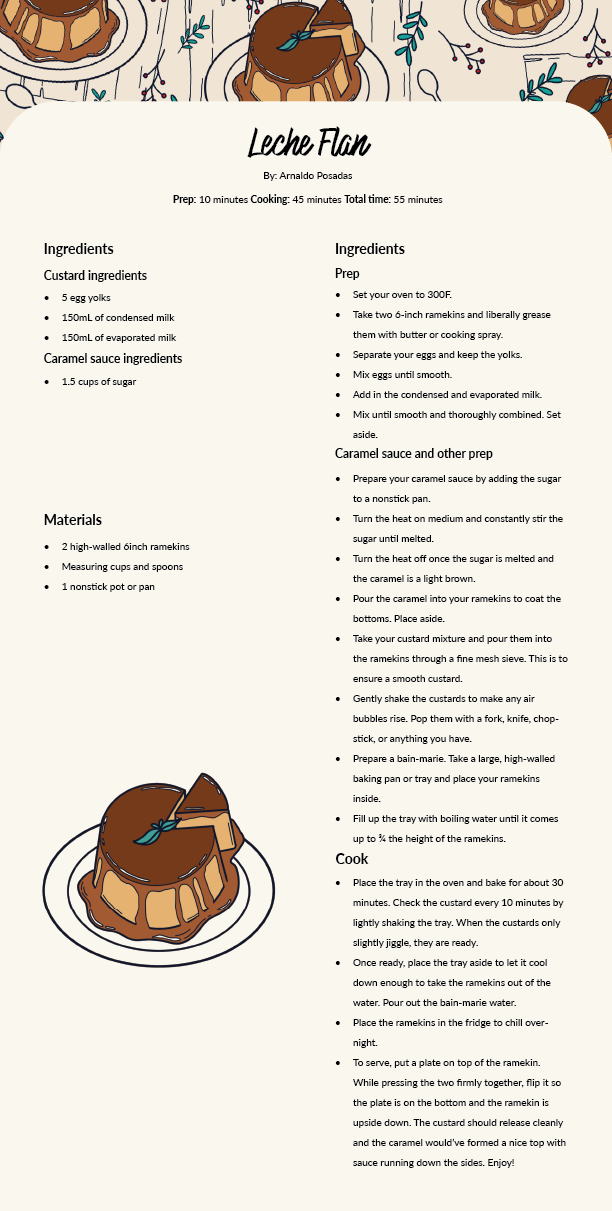 Leche Flan
By: Arnaldo Posadas
Prep: 10 minutes Cooking: 45 minutes Total time: 55 minutes
Ingredients
Custard ingredients
• 5 egg yolks
• 150mL of condensed milk
• 150mL of evaporated milk
Caramel sauce ingredients
• 1.5 cups of sugar
Materials
• 2 high-walled 6inch ramekins
• Measuring cups and spoons
• 1 nonstick pot or pan
Ingredients
Prep
• Set your oven to 300F.
• Take two 6-inch ramekins and liberally grease
them with butter or cooking spray.
• Separate your eggs and keep the yolks.
• Mix eggs until smooth.
• Add in the condensed and evaporated milk.
• Mix until smooth and thoroughly combined. Set
aside.
Caramel sauce and other prep
• Prepare your caramel sauce by adding the sugar
to a nonstick pan.
• Turn the heat on medium and constantly stir the
sugar until melted.
• Turn the heat off once the sugar is melted and
the caramel is a light brown.
• Pour the caramel into your ramekins to coat the
bottoms. Place aside.
• Take your custard mixture and pour them into
the ramekins through a fine mesh sieve. This is to
ensure a smooth custard.
• Gently shake the custards to make any air
bubbles rise. Pop them with a fork, knife, chop-
stick, or anything you have.
• Prepare a bain-marie. Take a large, high-walled
baking pan or tray and place your ramekins
inside.
• Fill up the tray with boiling water until it comes
up to ¾ the height of the ramekins.
Cook
• Place the tray in the oven and bake for about 30
minutes. Check the custard every 10 minutes by
lightly shaking the tray. When the custards only
slightly jiggle, they are ready.
• Once ready, place the tray aside to let it cool
down enough to take the ramekins out of the
water. Pour out the bain-marie water.
• Place the ramekins in the fridge to chill over-
night.
• To serve, put a plate on top of the ramekin.
While pressing the two firmly together, flip it so
the plate is on the bottom and the ramekin is
upside down. The custard should release cleanly
and the caramel would've formed a nice top with
sauce running down the sides. Enjoy!